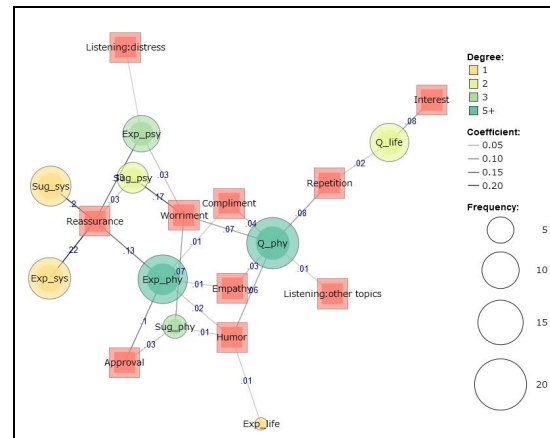 Listening:distress
Degree:
1
2
3
5+
Interest
.08
Exp_psy
Q_life
Coefficient:
0.05
0.10
0.15
0.20
.03
Sug_psy
.02
Sug_sys
.17
Repetition
.2
.03
Compliment
Reassurance
Worriment
.04
.08
.07
Frequency:
5
.01
Q_phy
.22
.13
Exp_sys
Exp_phy
.07
.03
.01
10
.01
Empathy
.06
Listening:other topics
.02
1
Sug_phy
15
.01
Humor
.03
Approval
.01
20
Exp_life